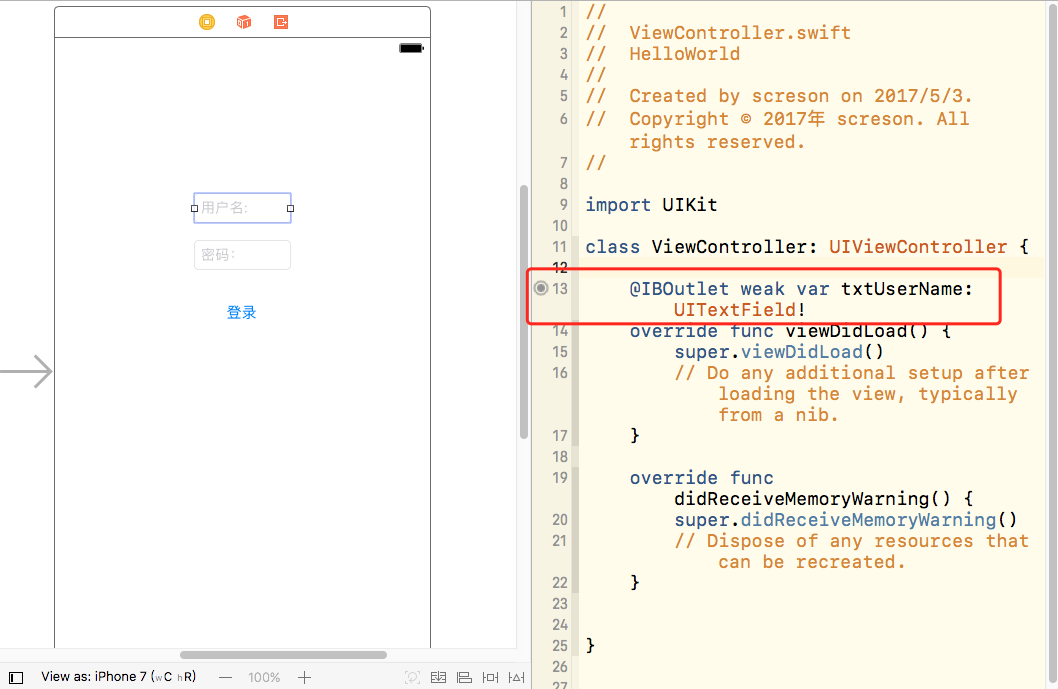 用户名:
密码:
登录
View as: iPhone 7 (wC hR)
— 100% +
1 //
2 // ViewController.swift
3 // HelloWorld
4 //
5 // Created by screson on 2017/5/3.
6 // Copyright © 2017年 screson. All
rights reserved.
7 //
8
9 import UIKit
10
11 class ViewController: UIViewController {
12
13 @IBOutlet weak var txtUserName:
UITextField!
14 override func viewDidLoad() {
15 super.viewDidLoad()
16 // Do any additional setup after
loading the view, typically
from a nib.
17 }
18
19 override func
didReceiveMemoryWarning() {
20 super.didReceiveMemoryWarning()
21 // Dispose of any resources that
can be recreated.
22 }
23
24
25 }
26
27